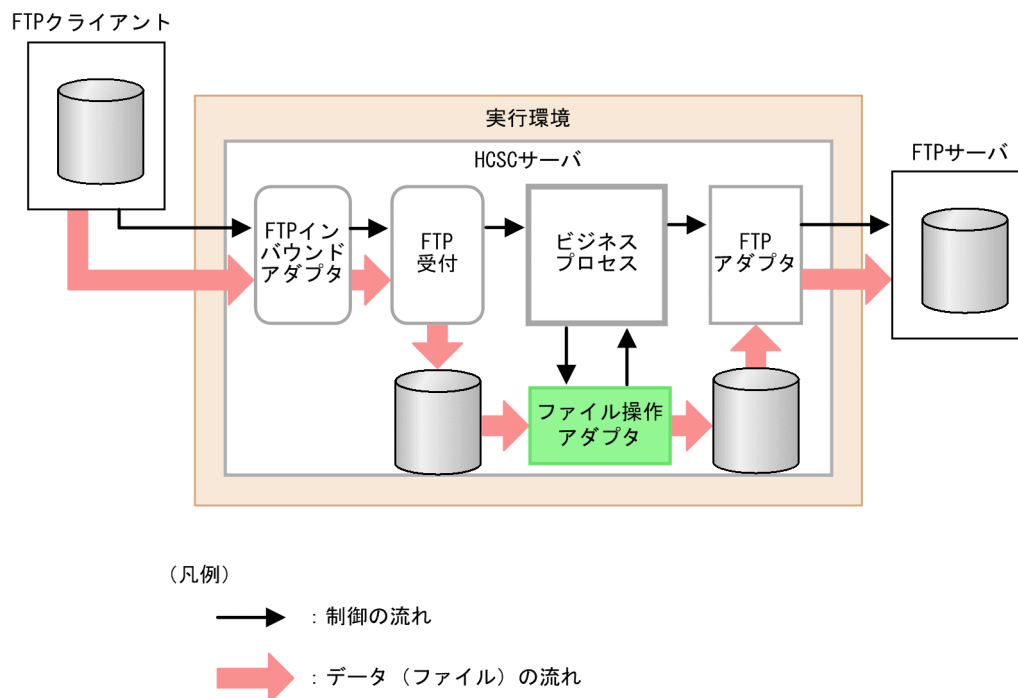 FTPクライアント
実行環境
HCSCサーバ
FTPサーバ
FTPイン
バウンド
アダプタ
FTP
受付
ビジネス
プロセス
FTP
アダプタ
ファイル操作
アダプタ
（凡例）
：制御の流れ
：データ（ファイル）の流れ